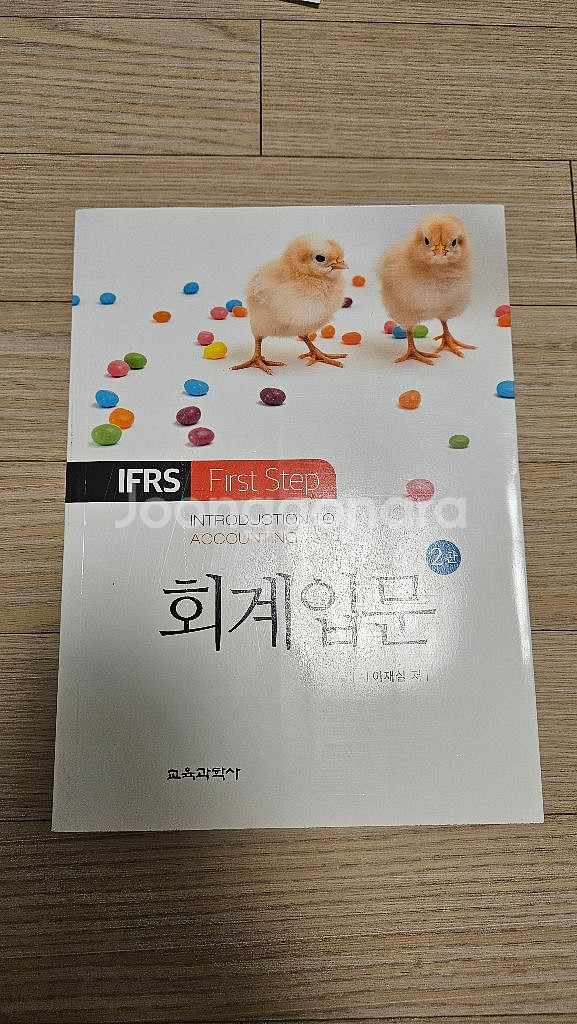 IFRS First Step
Joongonara
INTRODUCTION TO
ACCOUNTING
2판
회계입문
이재실 저
교육과학사